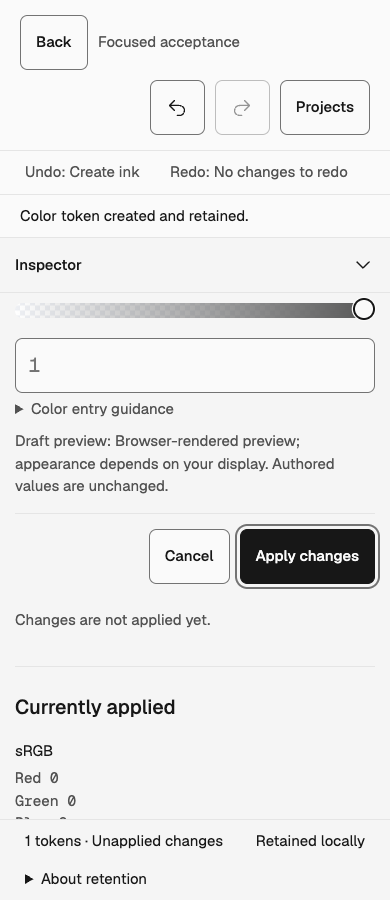 Back
Focused acceptance
Projects
Undo: Create ink
Redo: No changes to redo
Color token created and retained.
Inspector
1
Color entry guidance
Draft preview: Browser-rendered preview;
appearance depends on your display. Authored
values are unchanged.
Cancel
Apply changes
Changes are not applied yet.
Currently applied
sRGB
Red 0
Green 0
1 tokens · Unapplied changes
Retained locally
About retention